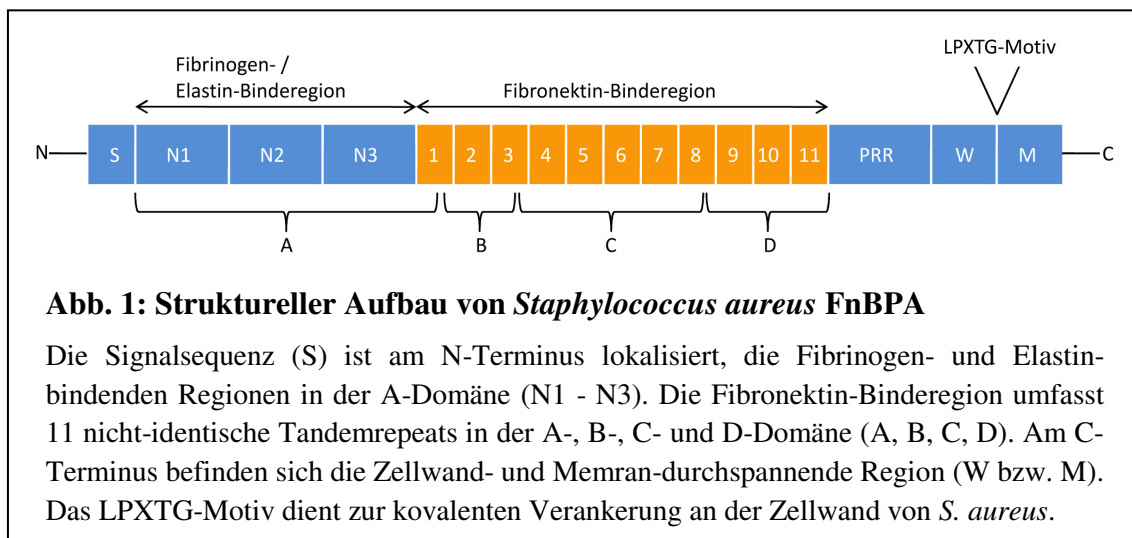 LPXTG-Motiv
Fibrinogen- /
Elastin-Binderegion
Fibronektin-Binderegion
N S N1 N2 N3 1 2 3 4 5 6 7 8 9 10 11 PRR W M C
A B C D
Abb. 1: Struktureller Aufbau von Staphylococcus aureus FnBPA
Die Signalsequenz (S) ist am N-Terminus lokalisiert, die Fibrinogen- und Elastin-
bindenden Regionen in der A-Domäne (N1 - N3). Die Fibronektin-Binderegion umfasst
11 nicht-identische Tandemrepeats in der A-, B-, C- und D-Domäne (A, B, C, D). Am C-
Terminus befinden sich die Zellwand- und Memran-durchspannende Region (W bzw. M).
Das LPXTG-Motiv dient zur kovalenten Verankerung an der Zellwand von S. aureus.